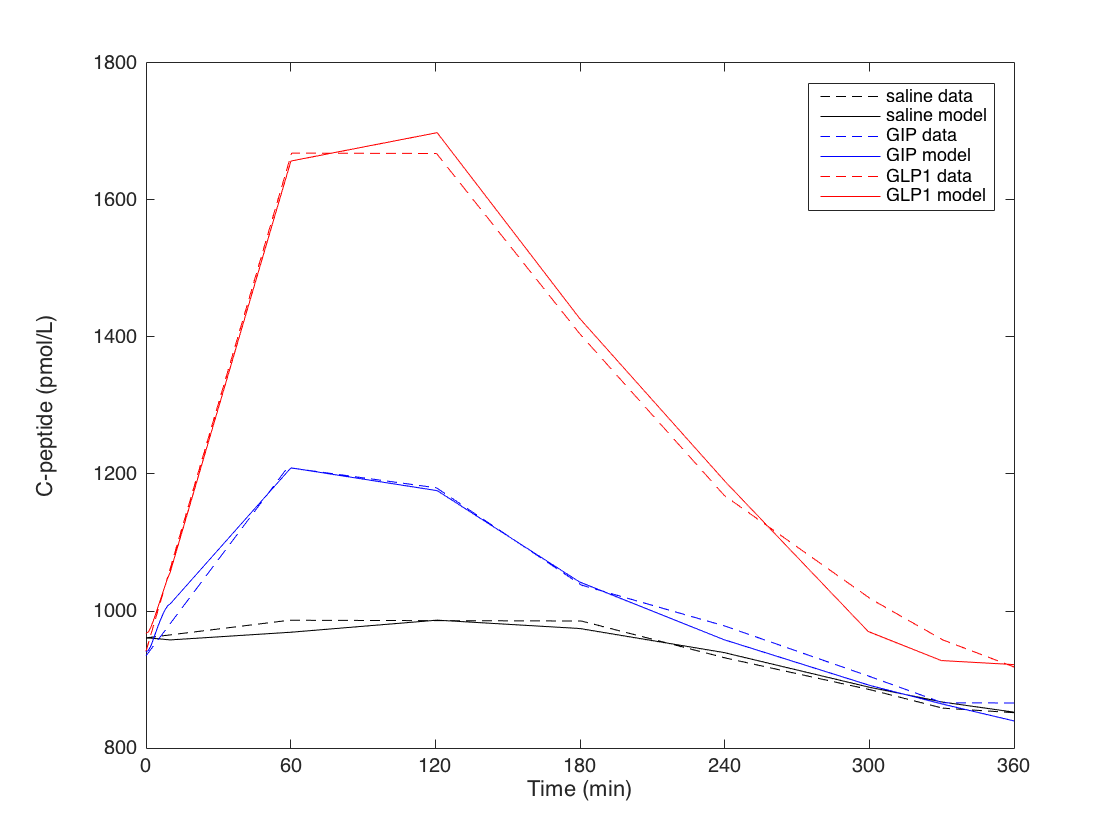 1800
saline data
saline model
GIP data
GIP model
GLP1 data
GLP1 model
1600
1400
C-peptide (pmol/L)
1200
1000
800
0 60 120 180 240 300 360
Time (min)